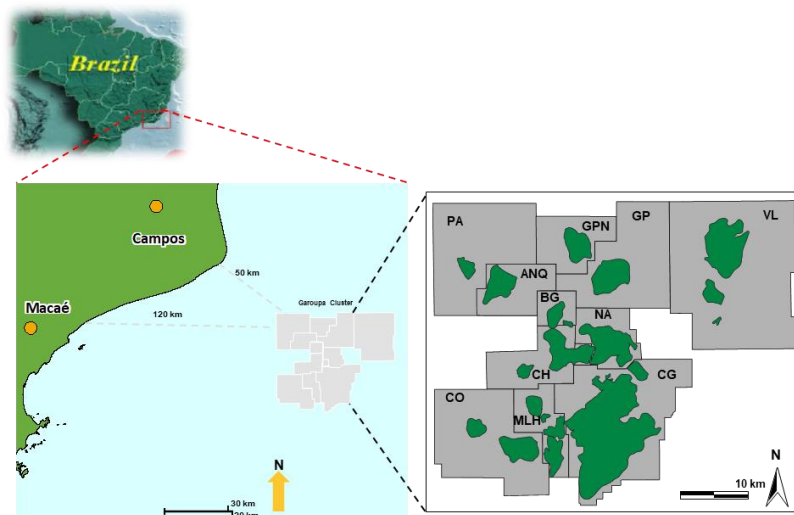 Brazil
Campos
Macaé
50 km
120 km
Garoupa Cluster
N
30 km
PA
GPN
GP
VL
ANQ
BG
NA
CH
CG
CO
MLH
N
10 km